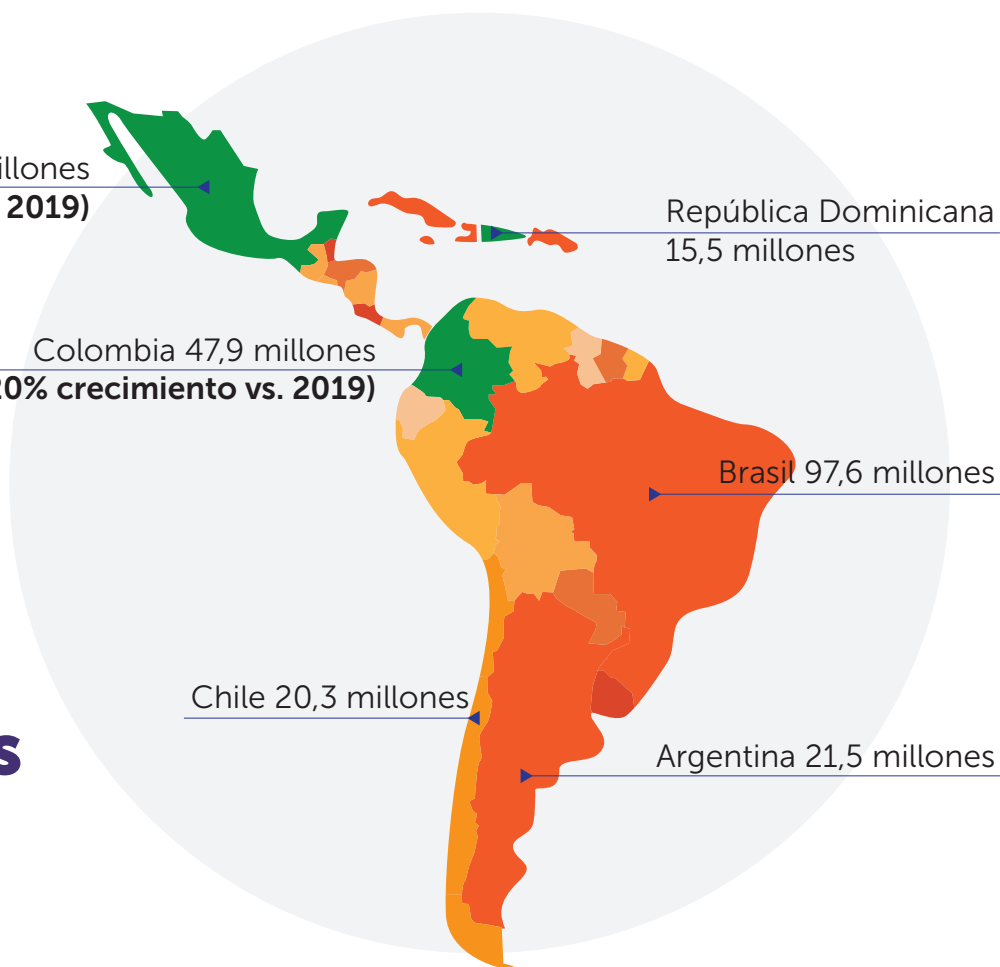 illones
2019)
República Dominicana
15,5 millones
Colombia 47,9 millones
20% crecimiento vs. 2019)
Brasil 97,6 millones
Chile 20,3 millones
s
Argentina 21,5 millones